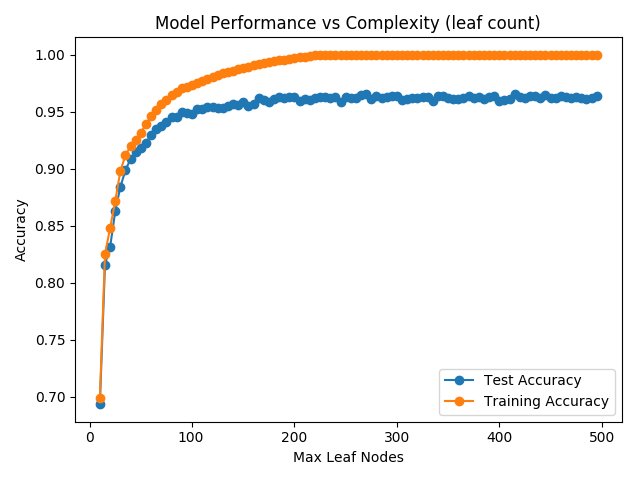 Model Performance vs Complexity (leaf count)
1.00
0.95
0.90
0.85
0.80
0.75
0.70
Accuracy
Test Accuracy
Training Accuracy
0
100
200
300
400
500
Max Leaf Nodes